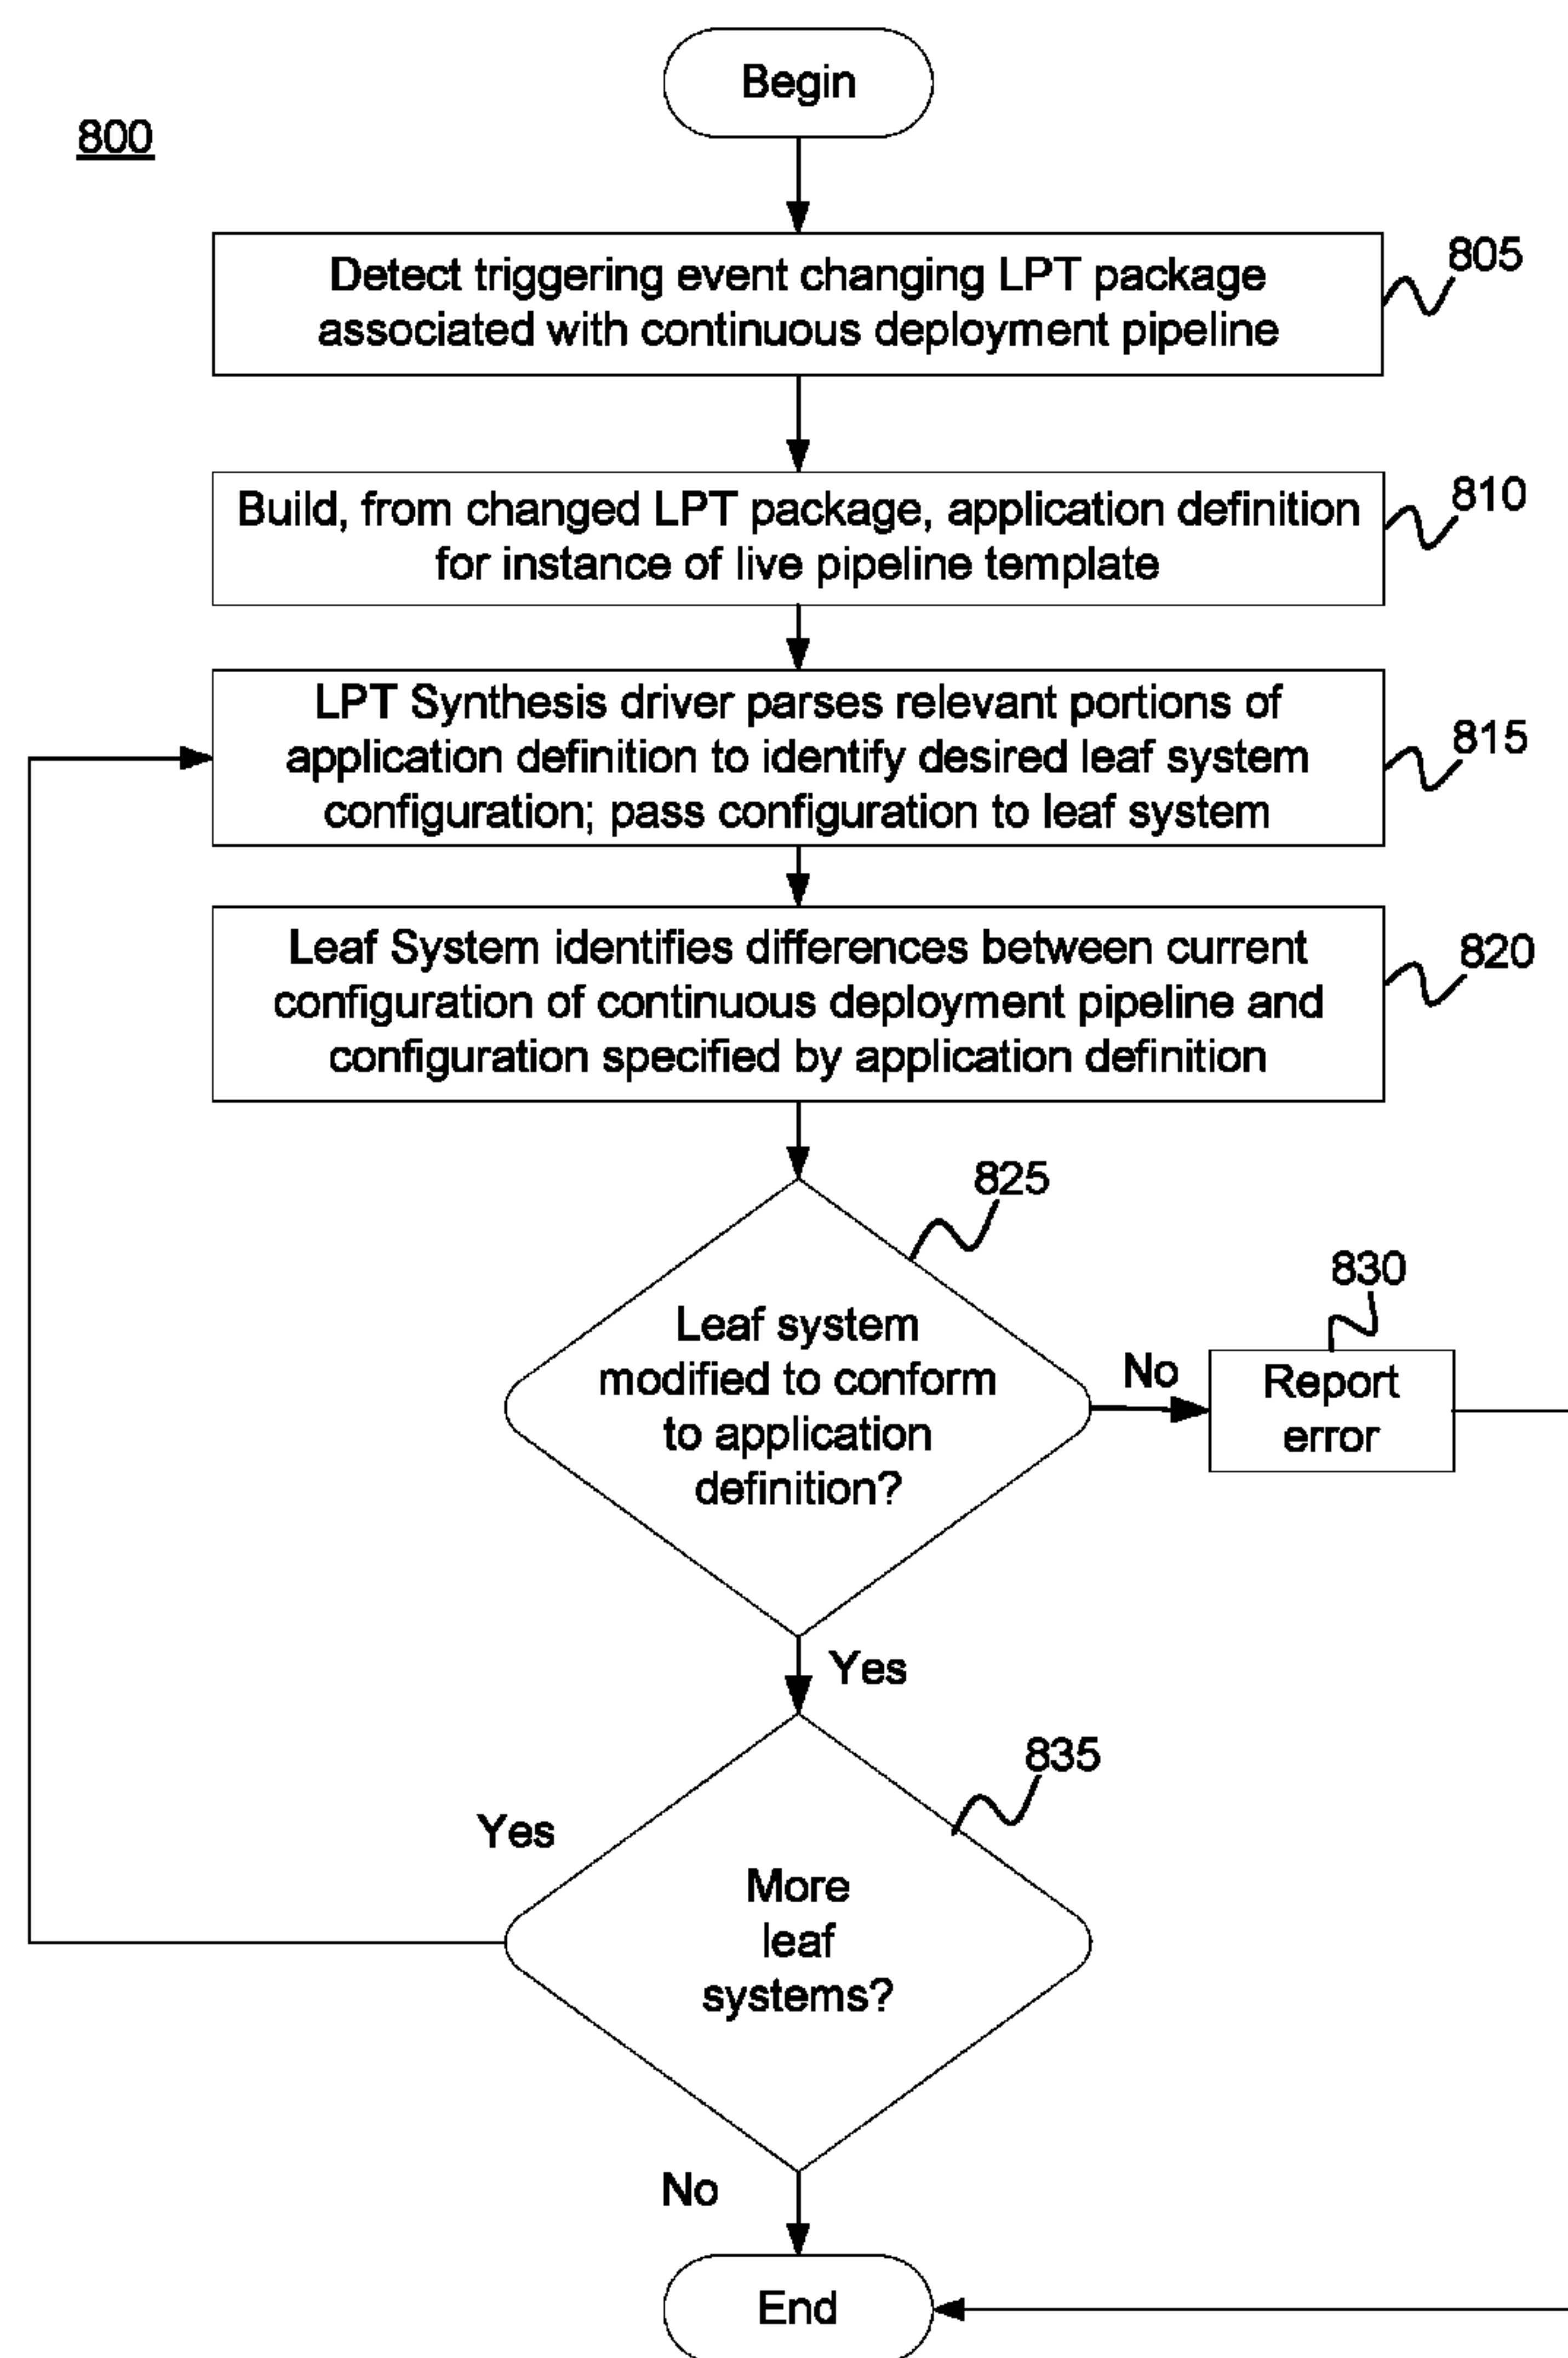 Begin
800
Detect triggering event changing LPT package
associated with continuous deployment pipeline
805
Build, from changed LPT package, application definition
for instance of live pipeline template
810
LPT Synthesis driver parses relevant portions of
application definition to identify desired leaf system
configuration; pass configuration to leaf system
815
Leaf System identifies differences between current
configuration of continuous deployment pipeline and
configuration specified by application definition
820
825
Leaf system
modified to conform
to application
definition?
No
830
Report
error
Yes
835
Yes
More
leaf
systems?
No
End